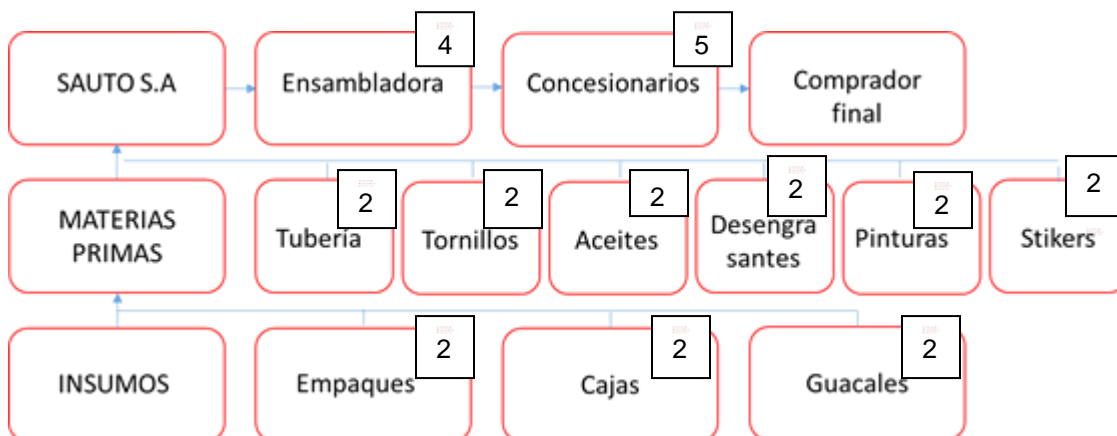 4
5
SAUTO S.A
Ensambladora
Concesionarios
Comprador
final
2
2
2
2
2
2
MATERIAS
PRIMAS
Tubería
Tornillos
Aceites
Desengra
santes
Pinturas
Stikers
2
2
2
INSUMOS
Empaques
Cajas
Guacales